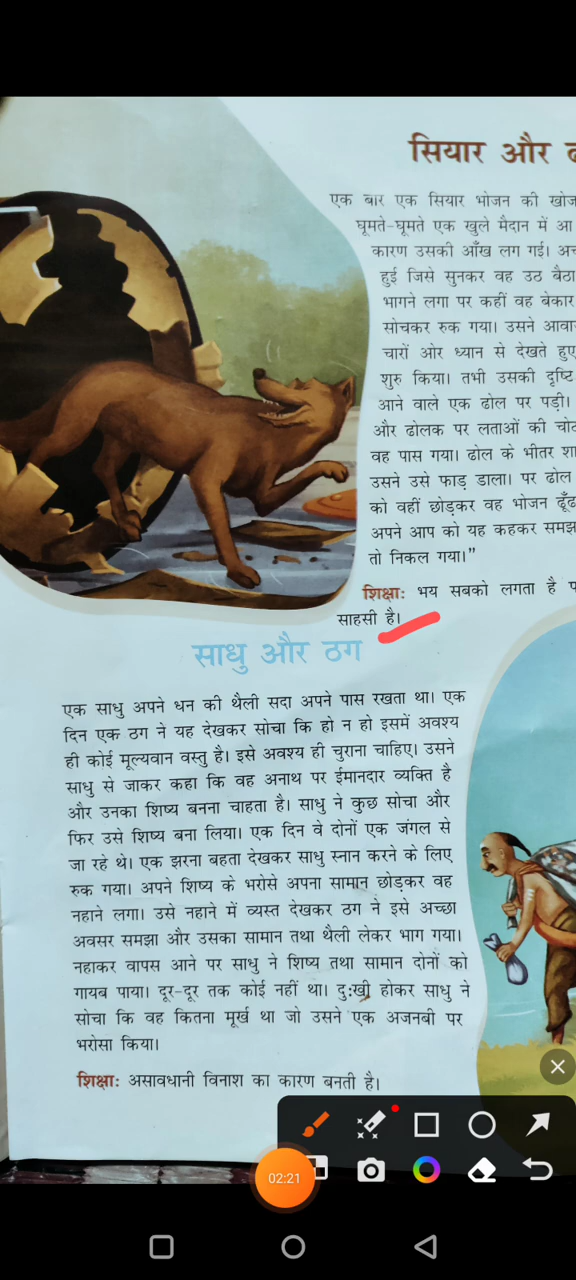 सियार और
एक बार एक सियार भोजन की खोज
घूमते-घूमते एक खुले मैदान में आ
कारण उसकी आँख लग गई।
हुई जिसे सुनकर वह उठ बैठा
भागने लगा पर कहीं वह बेकार
सोचकर रुक गया। उसने
चारों ओर ध्यान से देखते हुए
शुरु किया। तभी उसकी दृष्टि
आने वाले एक ढोल पर पड़ी।
और ढोलक पर लताओं की
वह पास गया। ढोल के भीतर
उसने उसे फाड़ डाला। पर ढोल
को वहीं छोड़कर वह भोजन
अपने आप को यह कहकर समझ
तो निकल गया।”
शिक्षाः भय सबको लगता है
साहसी है।
साधु और ठग
एक साधु अपने धन की थैली सदा अपने पास रखता था। एक
दिन एक ठग ने यह देखकर सोचा कि हो न हो इसमें अवश्य
ही कोई मूल्यवान वस्तु है। इसे अवश्य ही चुराना चाहिए। उसने
साधु से जाकर कहा कि वह अनाथ पर ईमानदार व्यक्ति है
और उनका शिष्य बनना चाहता है। साधु ने कुछ सोचा और
फिर उसे शिष्य बना लिया। एक दिन वे दोनों एक जंगल से
जा रहे थे। एक झरना बहता देखकर साधु स्नान करने के लिए
रुक गया। अपने शिष्य के भरोसे अपना सामान छोड़कर वह
नहाने लगा। उसे नहाने में व्यस्त देखकर ठग ने इसे अच्छा
अवसर समझा और उसका सामान तथा थैली लेकर भाग गया।
नहाकर वापस आने पर साधु ने शिष्य तथा सामान दोनों को
गायब पाया। दूर-दूर तक कोई नहीं था। दुःखी होकर साधु ने
सोचा कि वह कितना मूर्ख था जो उसने एक अजनबी पर
भरोसा किया।
शिक्षाः असावधानी विनाश का कारण बनती है।
02:21